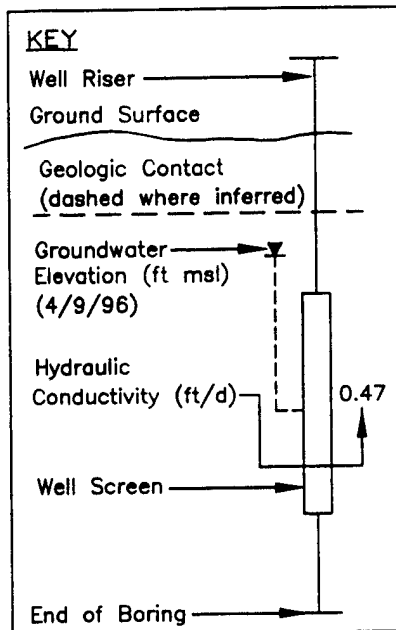 KEY
Well Riser
Ground Surface
Geologic Contact
(dashed where inferred)
Groundwater
Elevation (ft msl)
(4/9/96)
Hydraulic
Conductivity (ft/d)
0.47
Well Screen
End of Boring